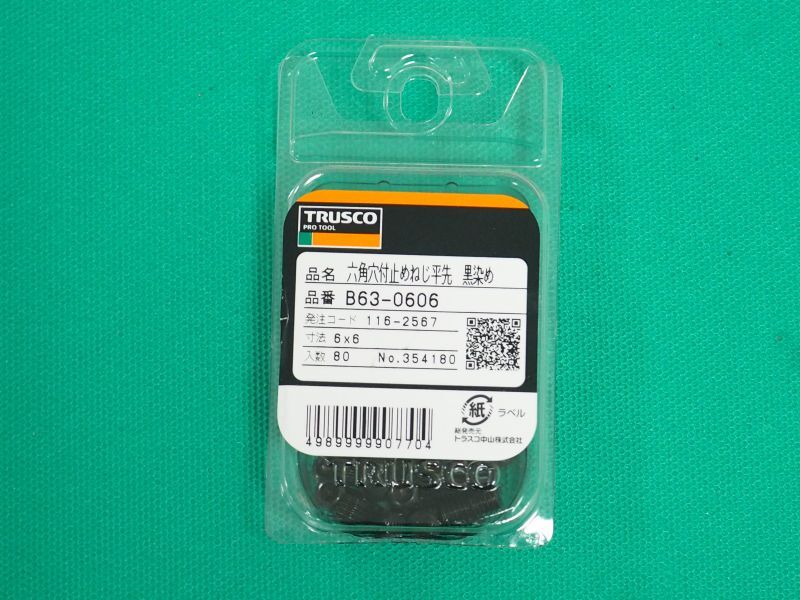 TRUSCO
PRO TOOL
品名 六角穴付止めねじ平先 黒染め
品番 B63-0606
発注コード 116-2567
寸法 6x6
入数 80 No.354180
紙 ラベル
総発売元
トラスコ中山株式会社
4989999907704
TRUSCO